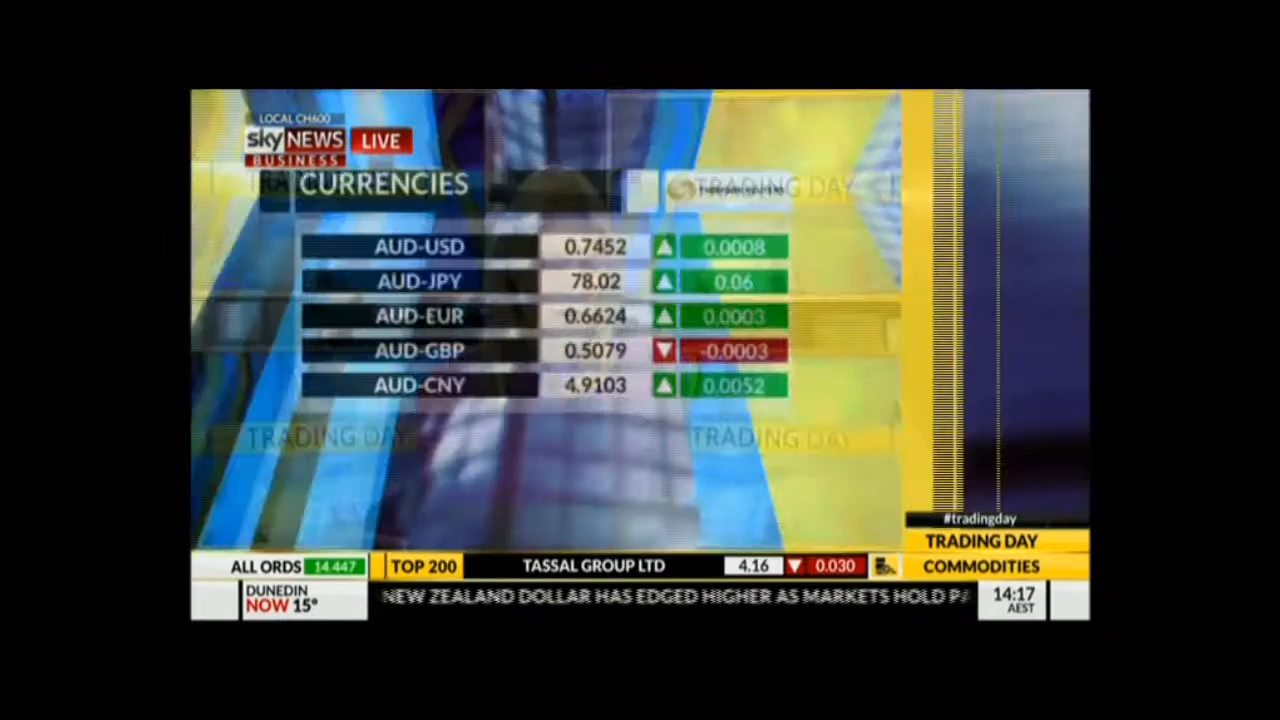 LOCAL CH600
sky NEWS LIVE
BUSINESS
CURRENCIES
TRADING DAY
AUD-USD 0.7452 ▲ 0.0008
AUD-JPY 78.02 ▲ 0.06
AUD-EUR 0.6624 ▲ 0.0003
AUD-GBP 0.5079 ▼ -0.0003
AUD-CNY 4.9103 ▲ 0.0052
TRADING DAY TRADING DAY
#tradingday
TRADING DAY
ALL ORDS 14.447 TOP 200 TASSAL GROUP LTD 4.16 ▼ 0.030 COMMODITIES
DUNEDIN
NOW 15°
NEW ZEALAND DOLLAR HAS EDGED HIGHER AS MARKETS HOLD
14:17
AEST